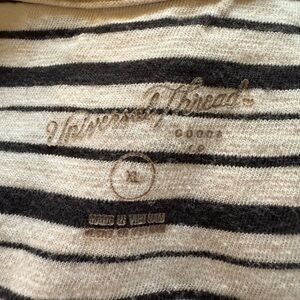 Universal Thread
GOODS
Co
XL
MADE IN VIETNAM